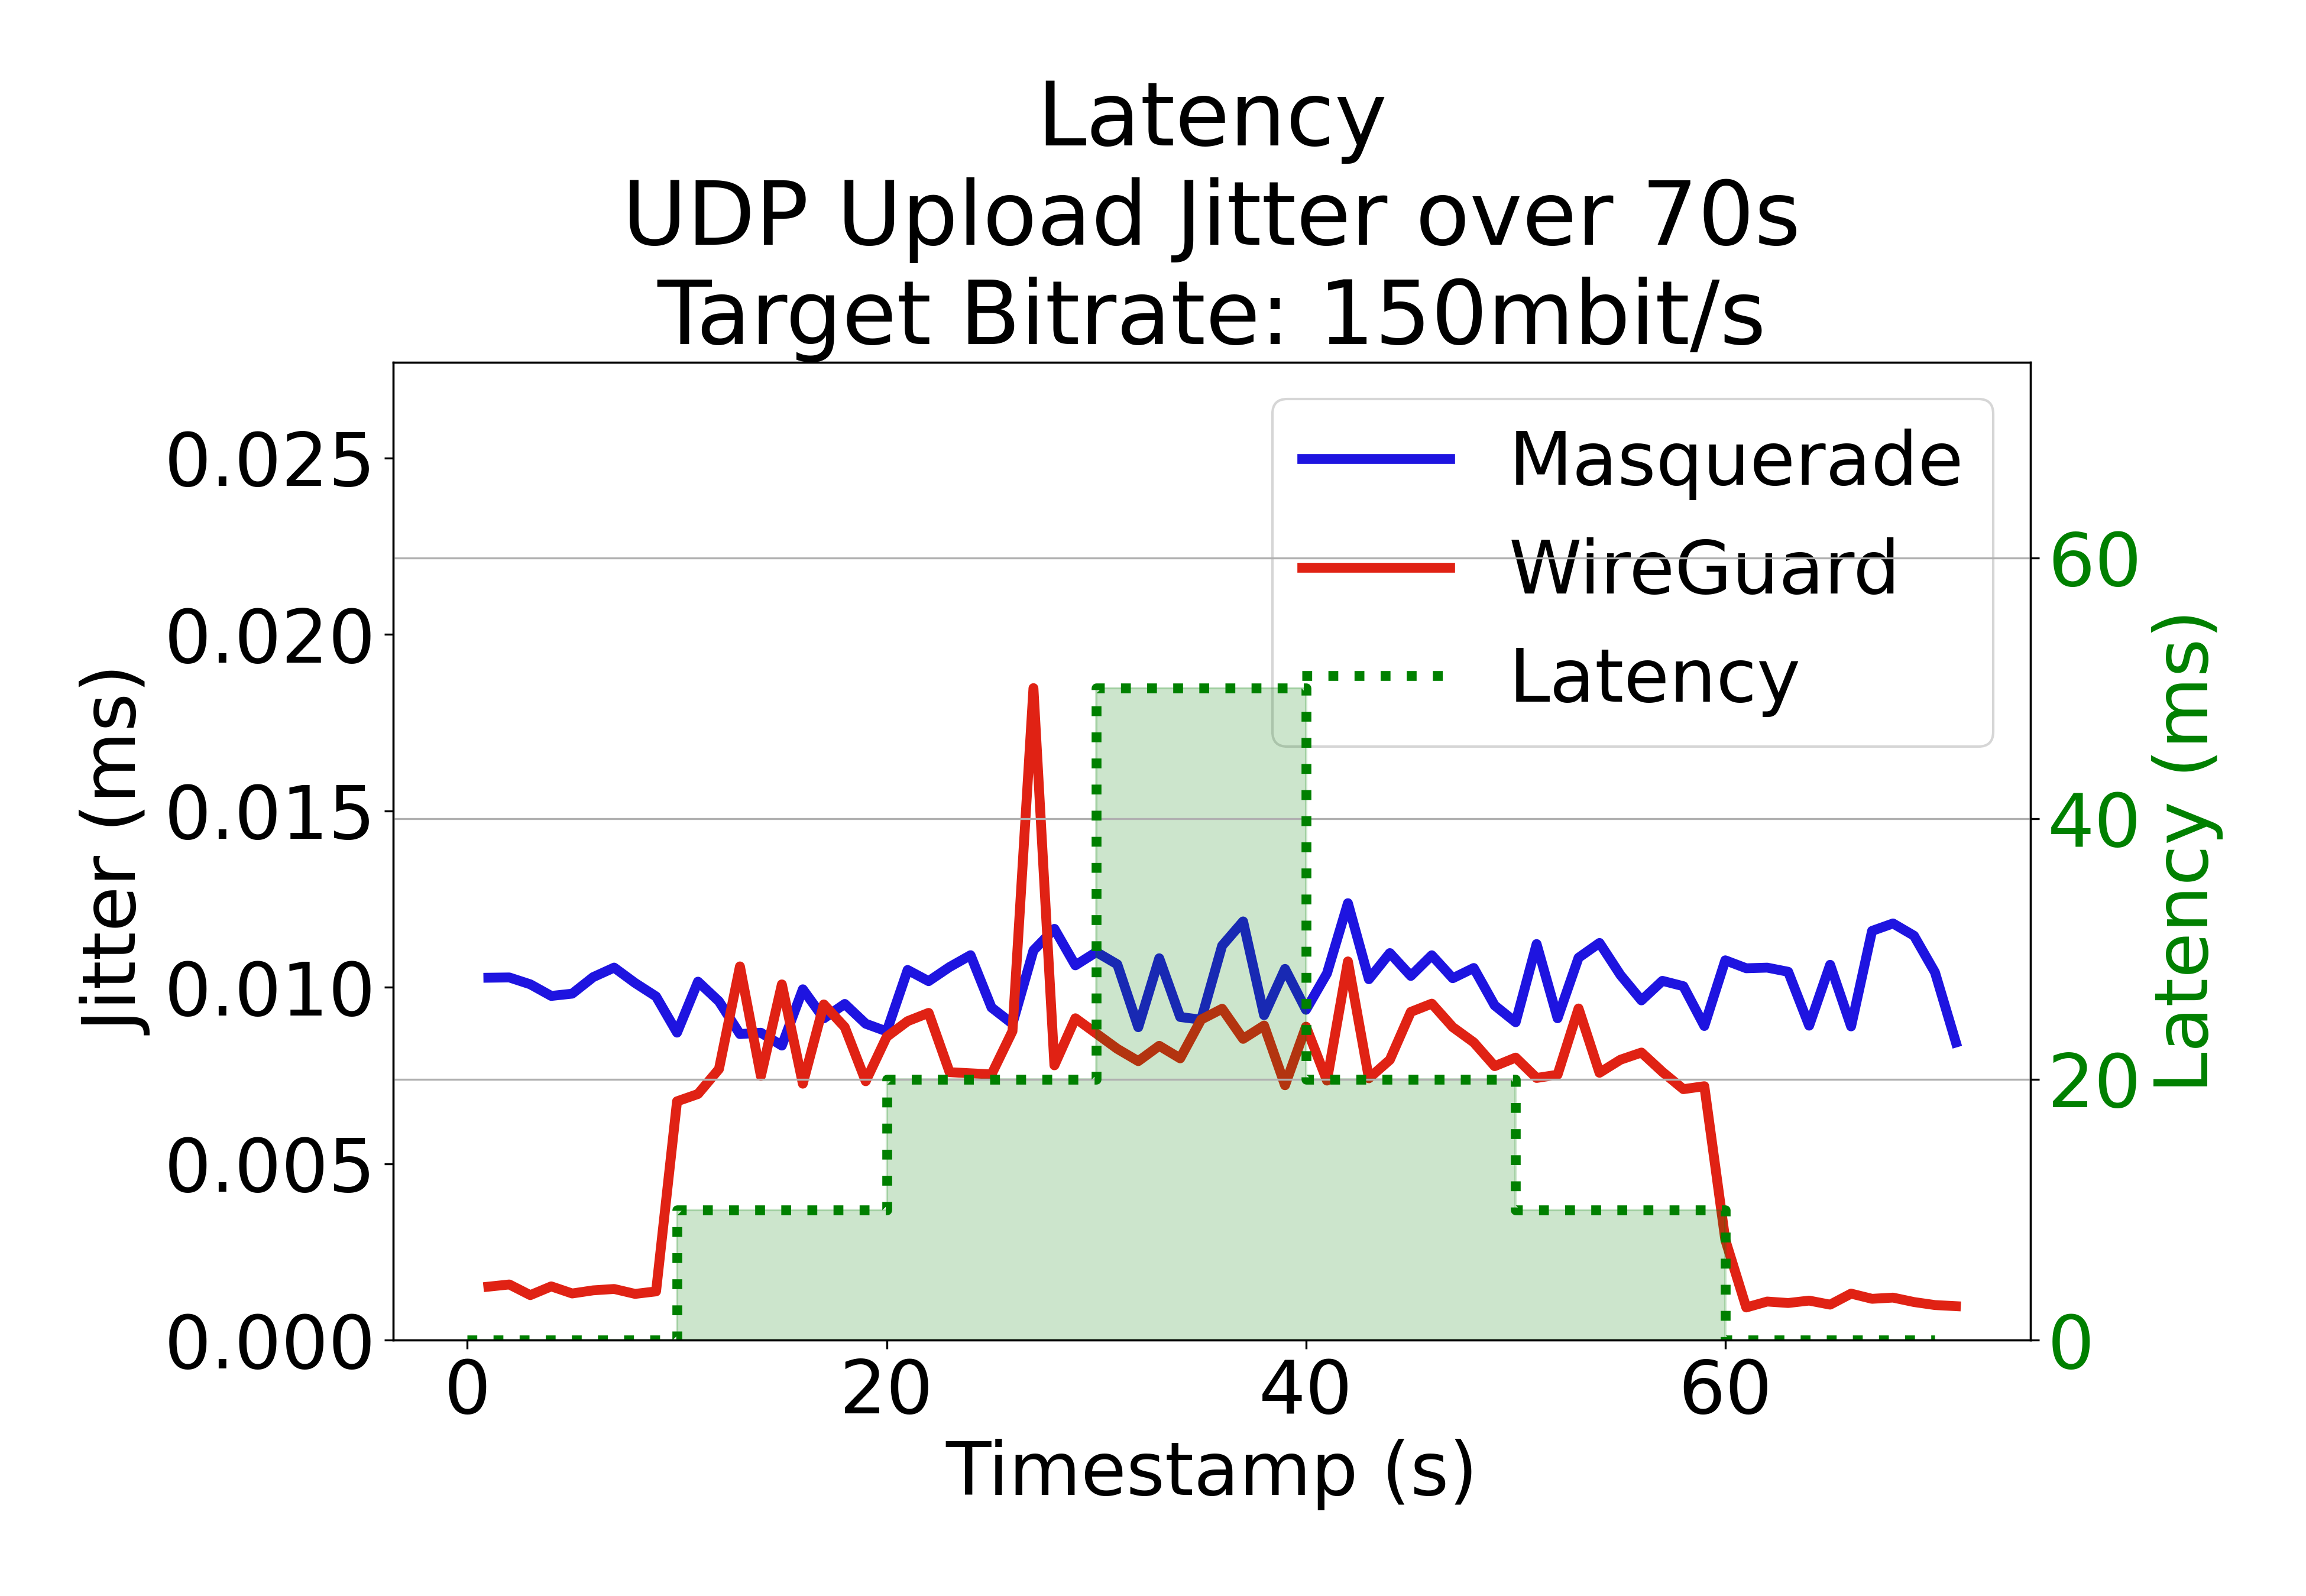 Latency
UDP Upload Jitter over 70s
Target Bitrate: 150mbit/s
Jitter (ms)
0.025
0.020
0.015
0.010
0.005
0.000
Masquerade
WireGuard
Latency
60
40
20
0
Latency (ms)
0 20 40 60
Timestamp (s)